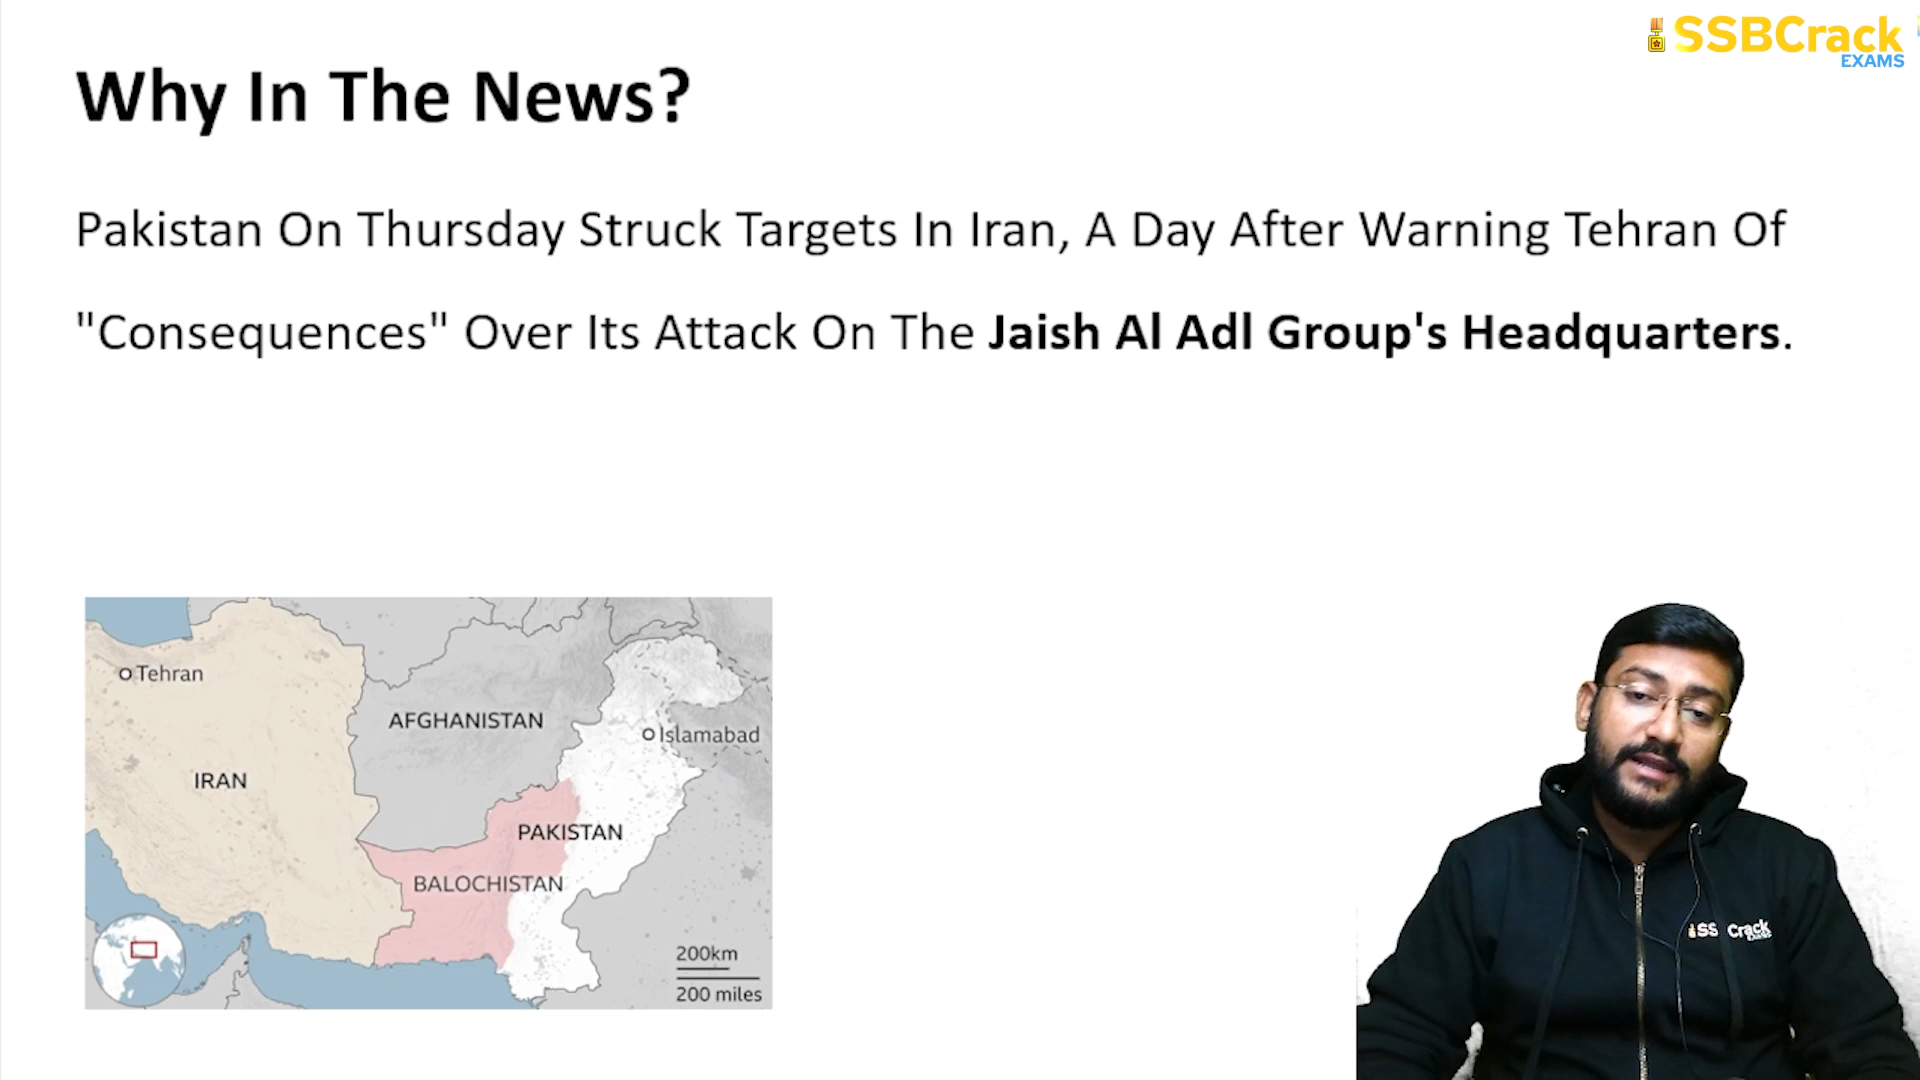 SSBCrack
EXAMS
Why In The News?
Pakistan On Thursday Struck Targets In Iran, A Day After Warning Tehran Of
"Consequences" Over Its Attack On The Jaish Al Adl Group's Headquarters.
Tehran
AFGHANISTAN
Islamabad
IRAN
PAKISTAN
BALOCHISTAN
200km
200 miles
SS Crack